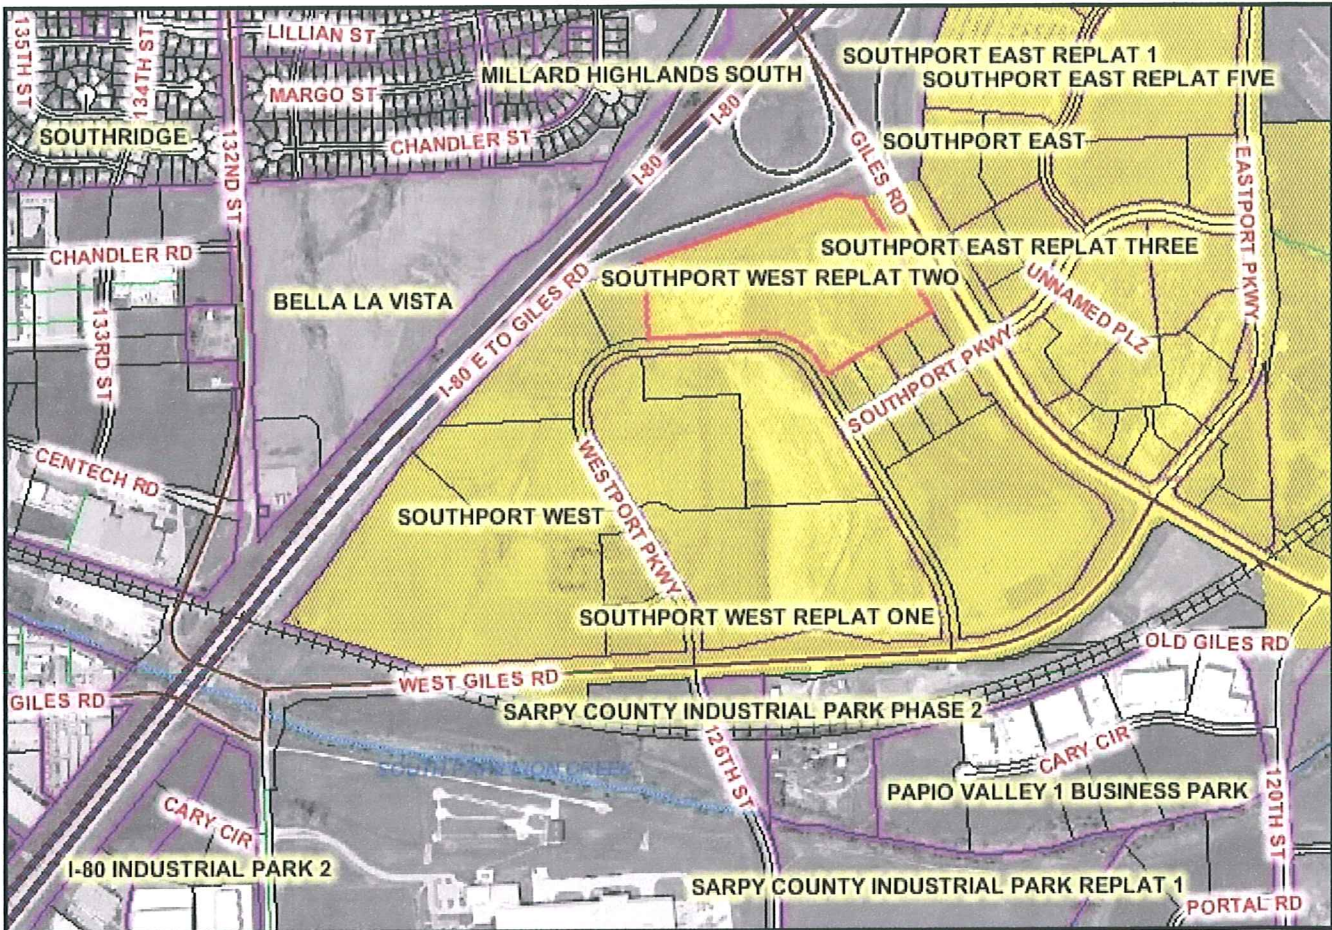 135TH ST
134TH ST
LILLIAN ST
MARGO ST
MILLARD HIGHLANDS SOUTH
SOUTHPORT EAST REPLAT 1
SOUTHPORT EAST REPLAT FIVE
SOUTHRIDGE
CHANDLER ST
I-80
I-80
GILES RD
SOUTHPORT EAST
132ND ST
EASTPORT PKWY
CHANDLER RD
SOUTHPORT EAST REPLAT THREE
SOUTHPORT WEST REPLAT TWO
UNNAMED PLZ
BELLA LA VISTA
I-80 E TO GILES RD
133RD ST
SOUTHPORT PKWY
CENTECH RD
WESTPORT PKWY
SOUTHPORT WEST
SOUTHPORT WEST REPLAT ONE
OLD GILES RD
WEST GILES RD
GILES RD
SARPY COUNTY INDUSTRIAL PARK PHASE 2
126TH ST
CARY CIR
PAPIO VALLEY 1 BUSINESS PARK
120TH ST
CARY CIR
I-80 INDUSTRIAL PARK 2
SARPY COUNTY INDUSTRIAL PARK REPLAT 1
PORTAL RD